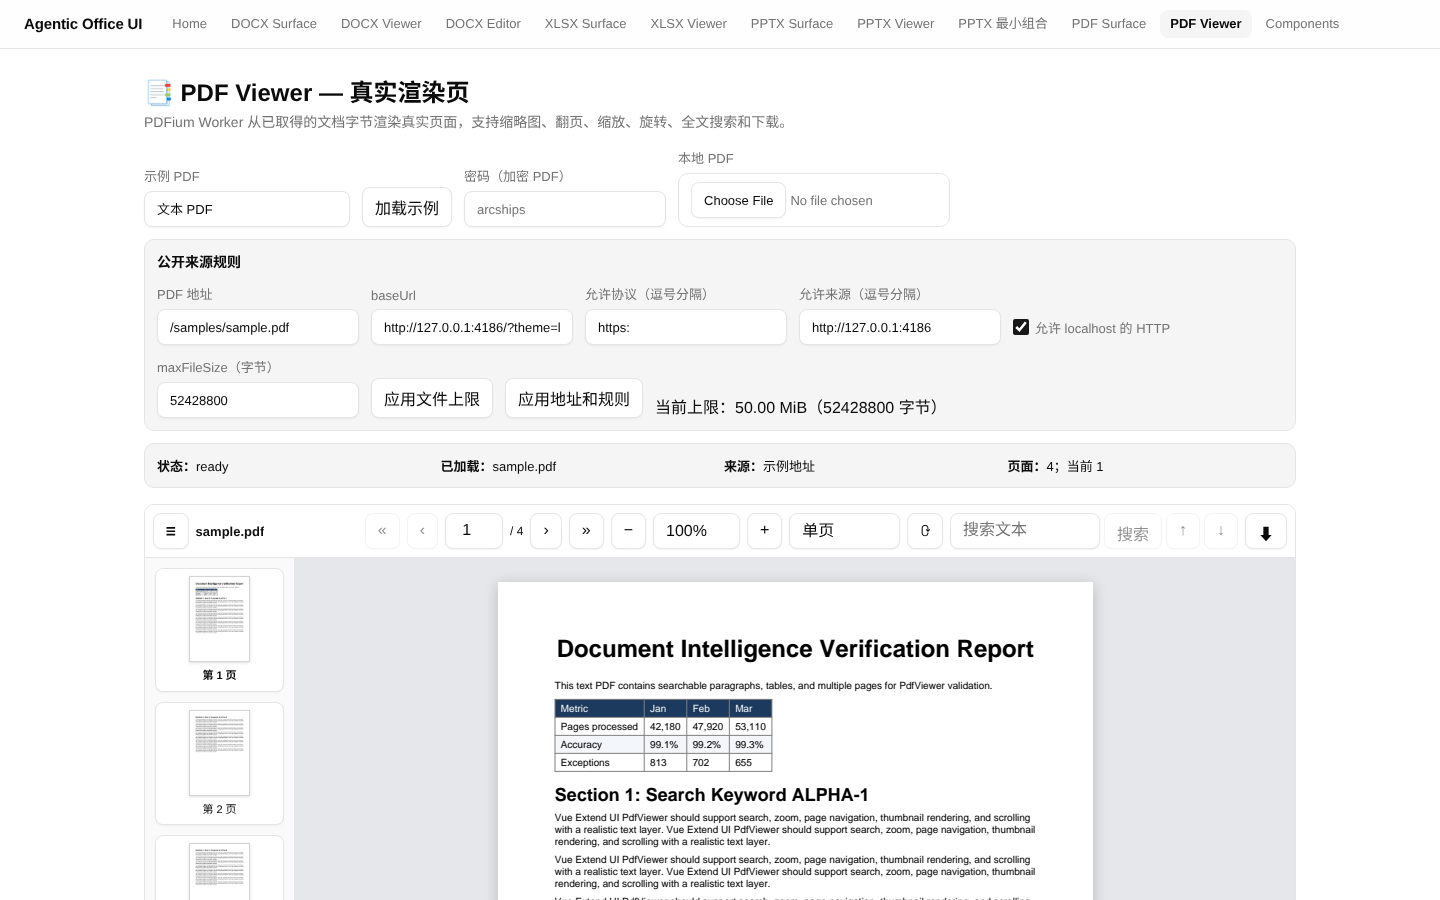 Agentic Office UI
Home
DOCX Surface
DOCX Viewer
DOCX Editor
XLSX Surface
XLSX Viewer
PPTX Surface
PPTX Viewer
PPTX 最小组合
PDF Surface
PDF Viewer
Components
PDF Viewer — 真实渲染页
PDFium Worker 从已取得的文档字节渲染真实页面，支持缩略图、翻页、缩放、旋转、全文搜索和下载。
示例 PDF
文本 PDF
加载示例
密码（加密 PDF）
arcships
本地 PDF
Choose File No file chosen
公开来源规则
PDF 地址
/samples/sample.pdf
baseUrl
http://127.0.0.1:4186/?theme=l
允许协议（逗号分隔）
https:
允许来源（逗号分隔）
http://127.0.0.1:4186
允许 localhost 的 HTTP
maxFileSize（字节）
52428800
应用文件上限
应用地址和规则
当前上限：50.00 MiB（52428800 字节）
状态：ready
已加载：sample.pdf
来源：示例地址
页面：4；当前 1
☰ sample.pdf
« ‹ 1 / 4 › » − 100% + 单页 搜索文本 搜索 ↑ ↓ ⬇
第 1 页
第 2 页
Document Intelligence Verification Report
This text PDF contains searchable paragraphs, tables, and multiple pages for PdfViewer validation.
Metric Jan Feb Mar
Pages processed 42,180 47,920 53,110
Accuracy 99.1% 99.2% 99.3%
Exceptions 813 702 655
Section 1: Search Keyword ALPHA-1
Vue Extend UI PdfViewer should support search, zoom, page navigation, thumbnail rendering, and scrolling
with a realistic text layer. Vue Extend UI PdfViewer should support search, zoom, page navigation, thumbnail
rendering, and scrolling with a realistic text layer.
Vue Extend UI PdfViewer should support search, zoom, page navigation, thumbnail rendering, and scrolling
with a realistic text layer. Vue Extend UI PdfViewer should support search, zoom, page navigation, thumbnail
rendering, and scrolling with a realistic text layer.